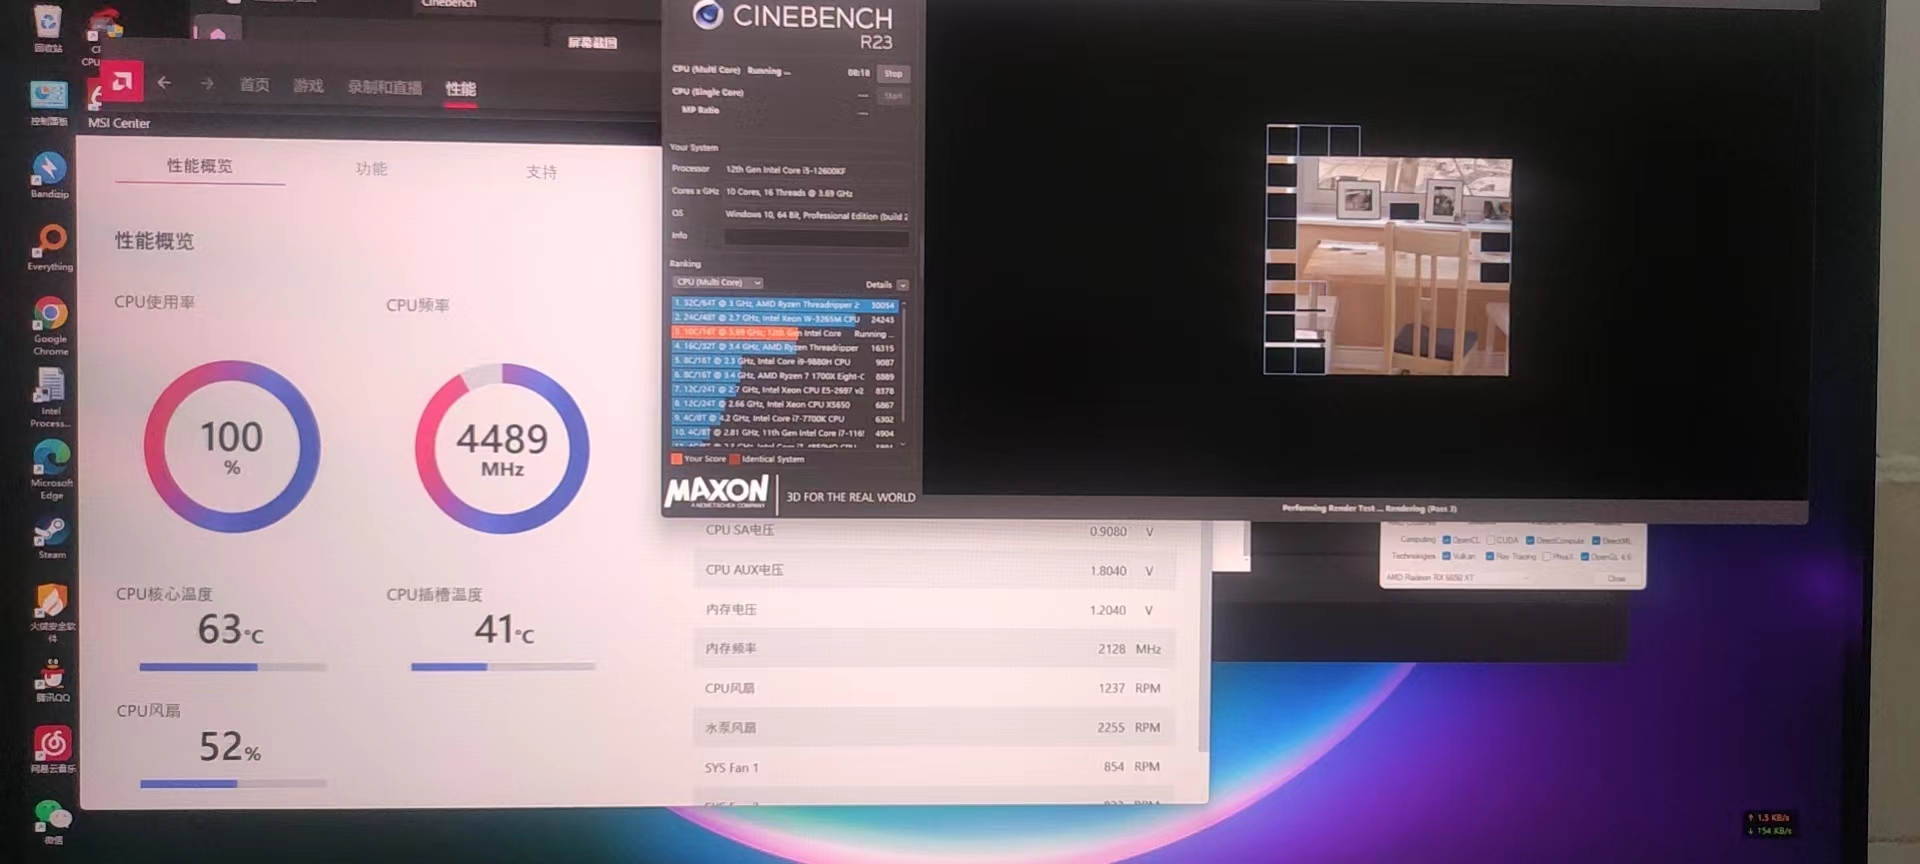 Cinebench
回收站
CPU
屏幕截图
首页
游戏
录制和直播
性能
控制面板
MSI Center
性能概览
功能
支持
Bandizip
性能概览
Everything
CPU使用率
CPU频率
Google
Chrome
100
%
4489
MHz
Intel
Process...
Microsoft
Edge
Steam
CPU核心温度
63°C
CPU插槽温度
41°C
火绒安全软
件
腾讯QQ
CPU风扇
52%
网易云音乐
微信
CINEBENCH
R23
CPU (Multi Core) Running ... 00:18 Stop
CPU (Single Core) --- Start
MP Ratio ---
Your System
Processor 12th Gen Intel Core i5-12600KF
Cores x GHz 10 Cores, 16 Threads @ 3.69 GHz
OS Windows 10, 64 Bit, Professional Edition (build 2
Info
Ranking
CPU (Multi Core) Details
1. 32C/64T @ 3 GHz, AMD Ryzen Threadripper 2 30054
2. 24C/48T @ 2.7 GHz, Intel Xeon W-3265M CPU 24243
3. 10C/16T @ 3.69 GHz, 12th Gen Intel Core Running ...
4. 16C/32T @ 3.4 GHz, AMD Ryzen Threadripper 16315
5. 8C/16T @ 2.3 GHz, Intel Core i9-9880H CPU 9087
6. 8C/16T @ 3.4 GHz, AMD Ryzen 7 1700X Eight-C 8889
7. 12C/24T @ 2.7 GHz, Intel Xeon CPU E5-2697 v2 8378
8. 12C/24T @ 2.66 GHz, Intel Xeon CPU X5650 6867
9. 4C/8T @ 4.2 GHz, Intel Core i7-7700K CPU 6302
10. 4C/8T @ 2.81 GHz, 11th Gen Intel Core i7-116! 4904
Your Score Identical System
MAXON
A NEMETSCHEK COMPANY
3D FOR THE REAL WORLD
Performing Render Test ... Rendering (Pass 3)
CPU SA电压 0.9080 V
CPU AUX电压 1.8040 V
内存电压 1.2040 V
内存频率 2128 MHz
CPU风扇 1237 RPM
水泵风扇 2255 RPM
SYS Fan 1 854 RPM
Computing OpenCL CUDA DirectCompute DirectML
Technologies Vulkan Ray Tracing PhysX OpenGL 4.6
AMD Radeon RX 6650 XT Close
↑ 1.5 KB/s
↓ 154 KB/s